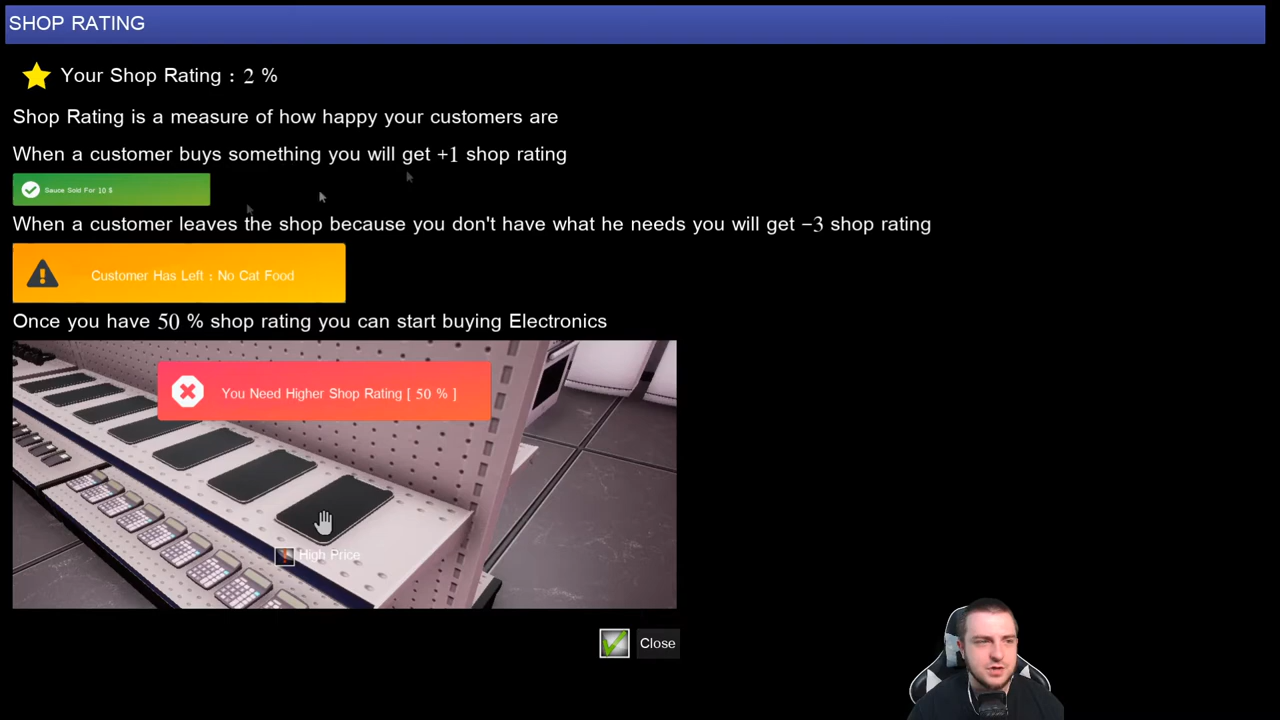 SHOP RATING
Your Shop Rating : 2 %
Shop Rating is a measure of how happy your customers are
When a customer buys something you will get +1 shop rating
Sauce Sold For 10 $
When a customer leaves the shop because you don't have what he needs you will get −3 shop rating
Customer Has Left : No Cat Food
Once you have 50 % shop rating you can start buying Electronics
You Need Higher Shop Rating [ 50 % ]
High Price
Close